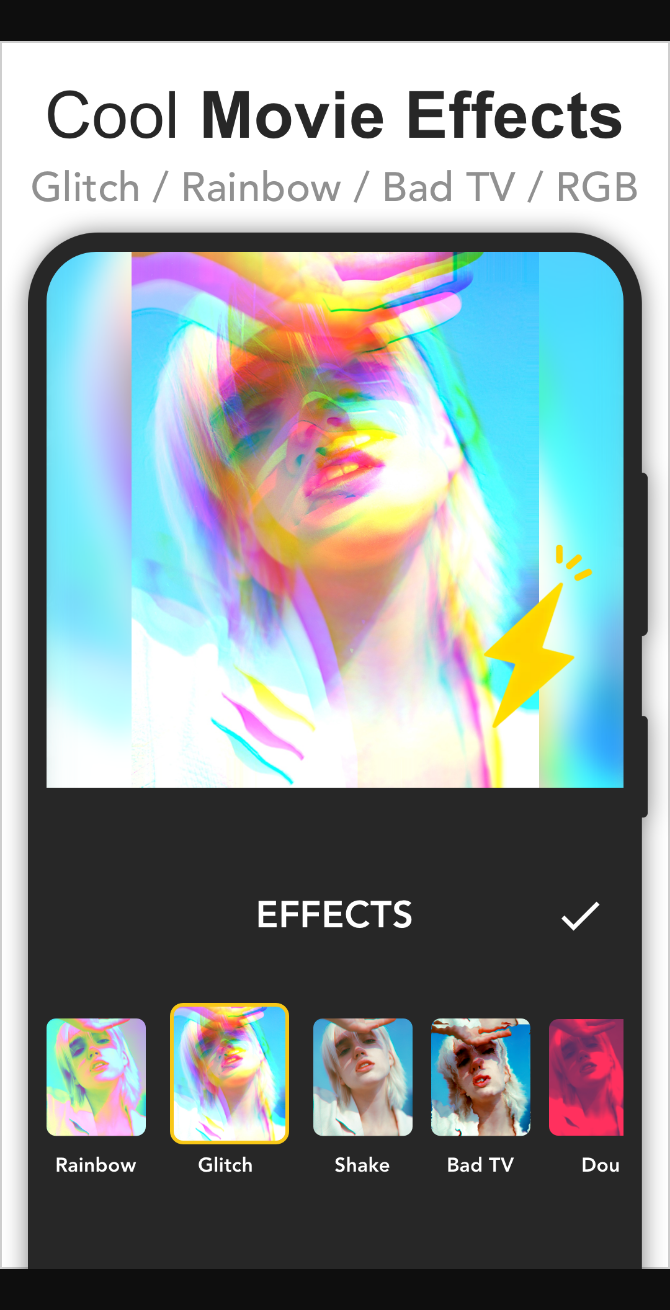 Cool Movie Effects
Glitch / Rainbow / Bad TV / RGB
EFFECTS
Rainbow Glitch Shake Bad TV Dou